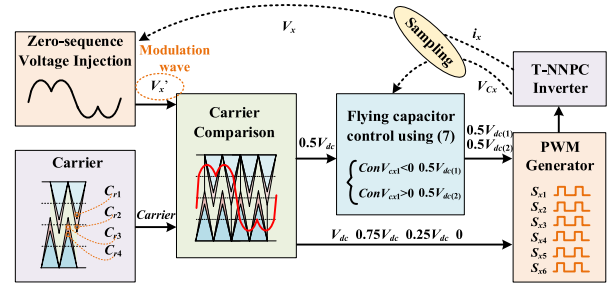 V_x
Sampling
i_x
V_Cx
Zero-sequence
Voltage Injection
Modulation
wave
V_x'
T-NNPC
Inverter
Carrier
Comparison
0.5V_dc
Flying capacitor
control using (7)
ConV_cx1<0 0.5V_dc(1)
ConV_cx1>0 0.5V_dc(2)
0.5V_dc(1)
0.5V_dc(2)
PWM
Generator
S_x1
S_x2
S_x3
S_x4
S_x5
S_x6
Carrier
C_r1
C_r2
C_r3
C_r4
Carrier
V_dc 0.75V_dc 0.25V_dc 0